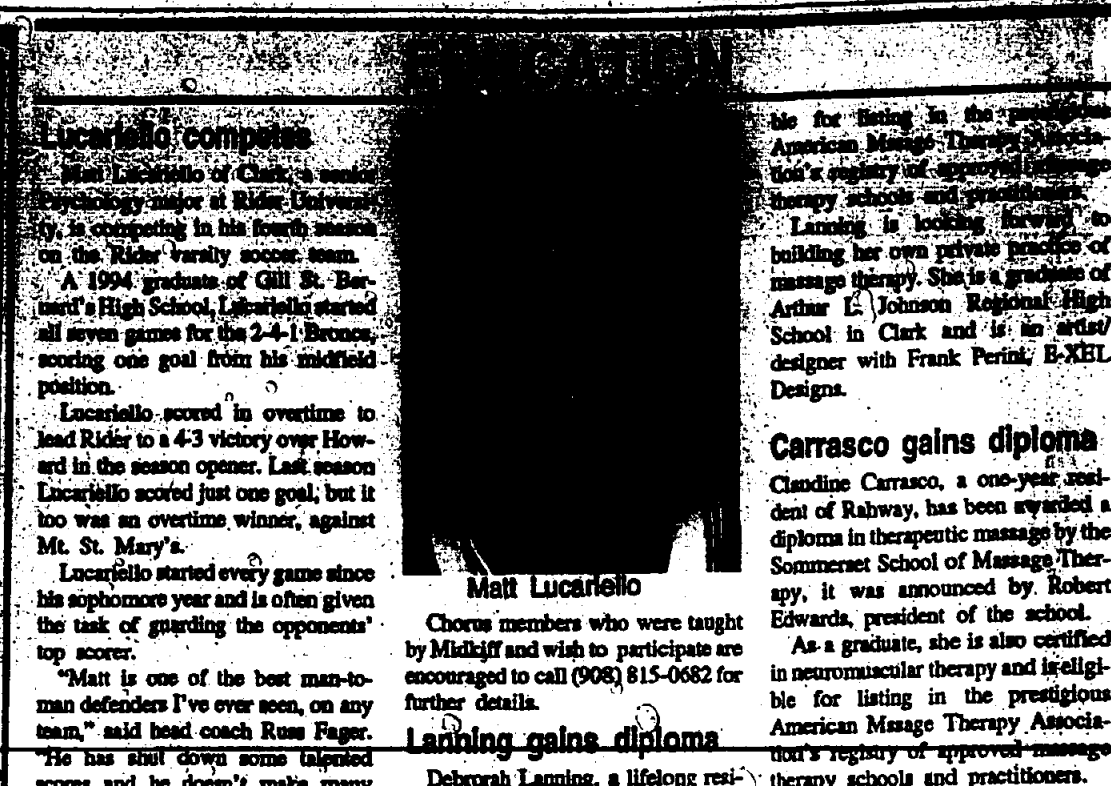 EDUCATION
Lucariello competes
Matt Lucariello of Clark, a senior
Psychology major at Rider Universi-
ty, is competing in his fourth season
on the Rider varsity soccer team.
A 1994 graduate of Gill St. Ber-
nard's High School, Lucariello started
all seven games for the 2-4-1 Broncs,
scoring one goal from his midfield
position.
Lucariello scored in overtime to
lead Rider to a 4-3 victory over How-
ard in the season opener. Last season
Lucariello scored just one goal, but it
too was an overtime winner, against
Mt. St. Mary's.
Lucariello started every game since
his sophomore year and is often given
the task of guarding the opponents'
top scorer.
"Matt is one of the best man-to-
man defenders I've ever seen, on any
team," said head coach Russ Fager.
"He has shut down some talented
scores and he doesn't make many
Matt Lucariello
Chorus members who were taught
by Midkiff and wish to participate are
encouraged to call (908) 815-0682 for
further details.
Lanning gains diploma
Debrorah Lanning, a lifelong resi-
ble for listing in the prestigious
American Massge Therapy Associa-
tion's registry of approved massage
therapy schools and practitioners.
Lanning is looking forward to
building her own private practice of
massage therapy. She is a graduate of
Arthur L. Johnson Regional High
School in Clark and is an artist/
designer with Frank Perini, E-XEL
Designs.
Carrasco gains diploma
Claudine Carrasco, a one-year resi-
dent of Rahway, has been awarded a
diploma in therapeutic massage by the
Sommerset School of Massage Ther-
apy, it was announced by Robert
Edwards, president of the school.
As a graduate, she is also certified
in neuromuscular therapy and is eligi-
ble for listing in the prestigious
American Mssage Therapy Associa-
tion's registry of approved massage
therapy schools and practitioners.